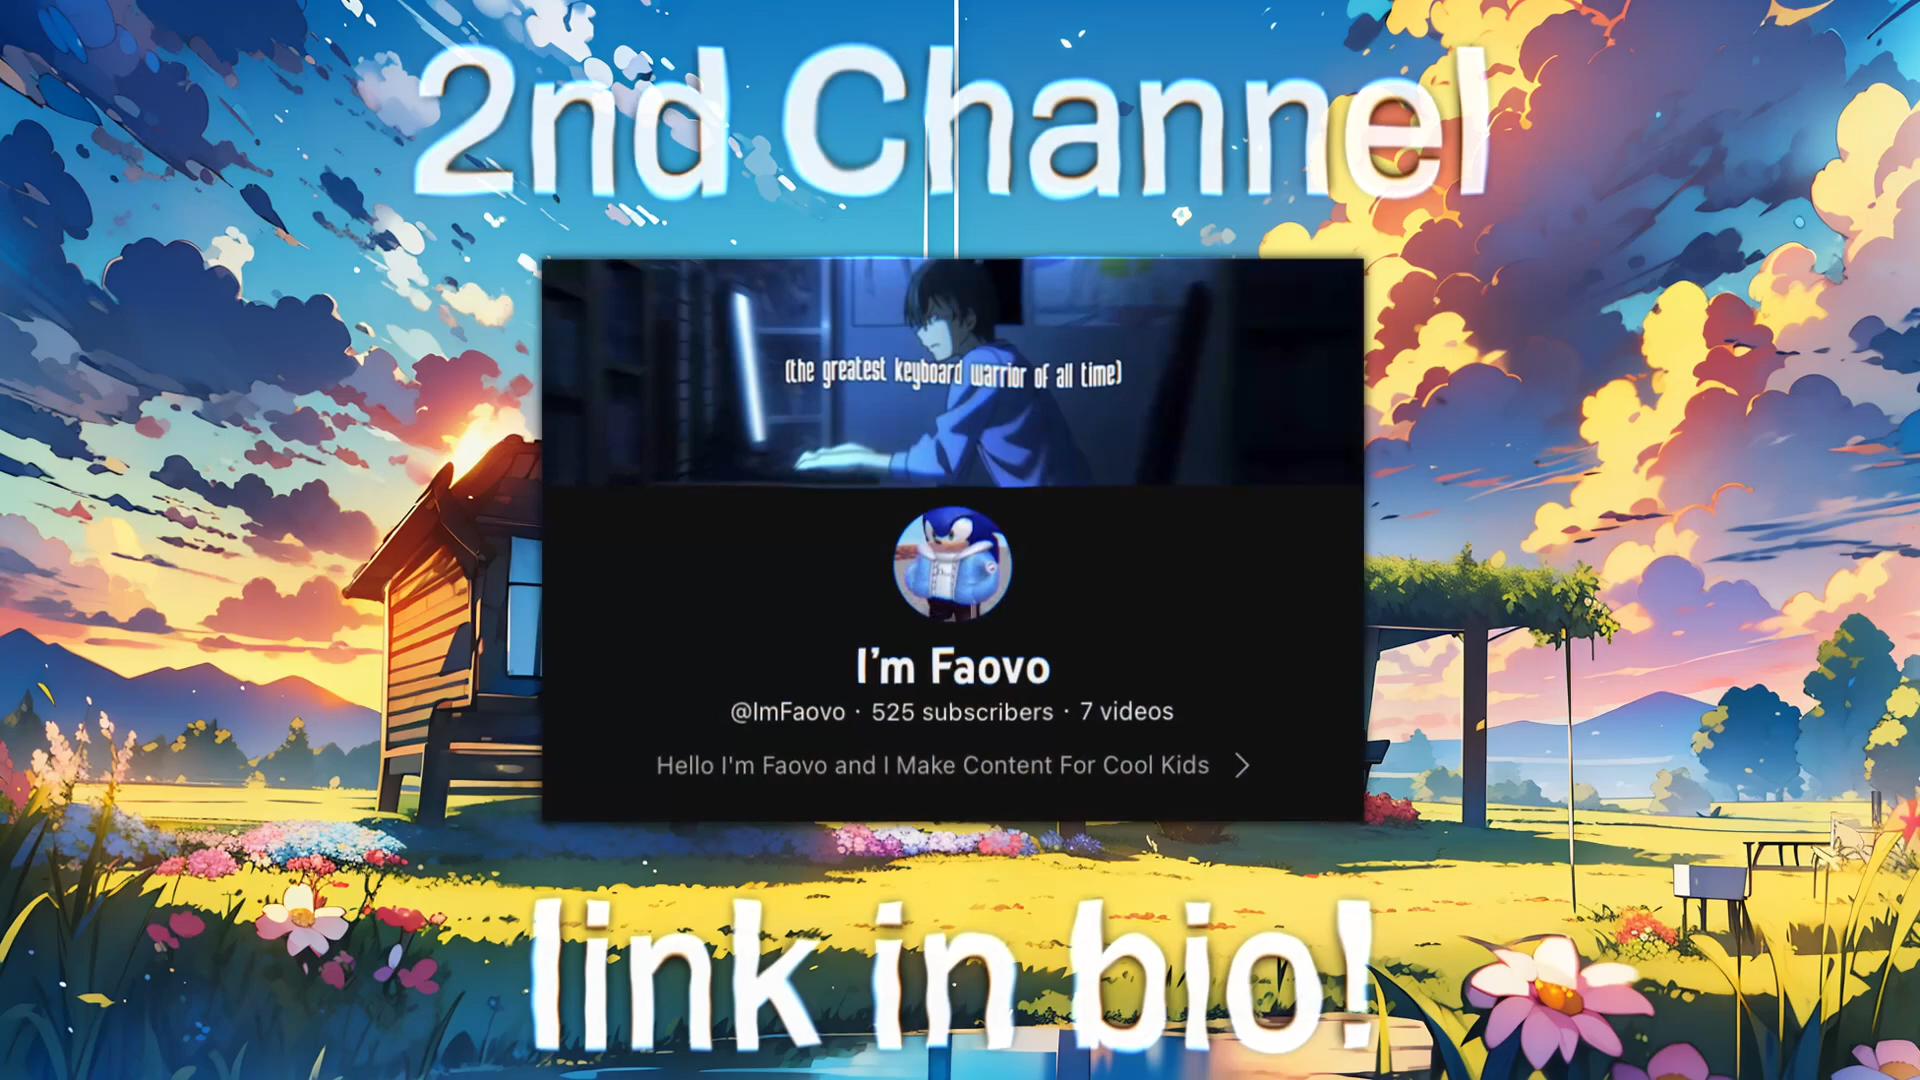 2nd Channel
(the greatest keyboard warrior of all time)
I'm Faovo
@ImFaovo · 525 subscribers · 7 videos
Hello I'm Faovo and I Make Content For Cool Kids
link in bio!